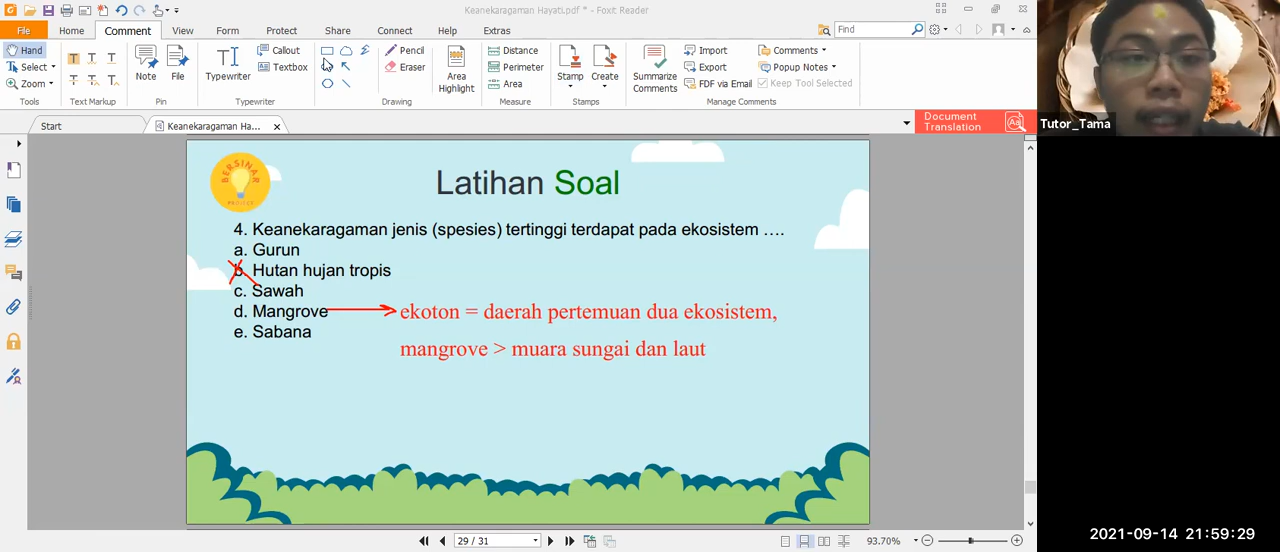 Keanekaragaman Hayati.pdf * - Foxit Reader
File Home Comment View Form Protect Share Connect Help Extras Find
Hand
Select
Zoom
Tools
Text Markup
Note
File
Pin
Typewriter
Callout
Textbox
Typewriter
Pencil
Eraser
Drawing
Area
Highlight
Distance
Perimeter
Area
Measure
Stamp
Create
Stamps
Summarize
Comments
Import
Export
FDF via Email
Comments
Popup Notes
Keep Tool Selected
Manage Comments
Start
Keanekaragaman Ha...
Document
Translation
Tutor_Tama
BERSINAR
PROJECT
Latihan Soal
4. Keanekaragaman jenis (spesies) tertinggi terdapat pada ekosistem ....
a. Gurun
b. Hutan hujan tropis
c. Sawah
d. Mangrove
ekoton = daerah pertemuan dua ekosistem,
e. Sabana
mangrove > muara sungai dan laut
29 / 31
93.70%
2021-09-14 21:59:29